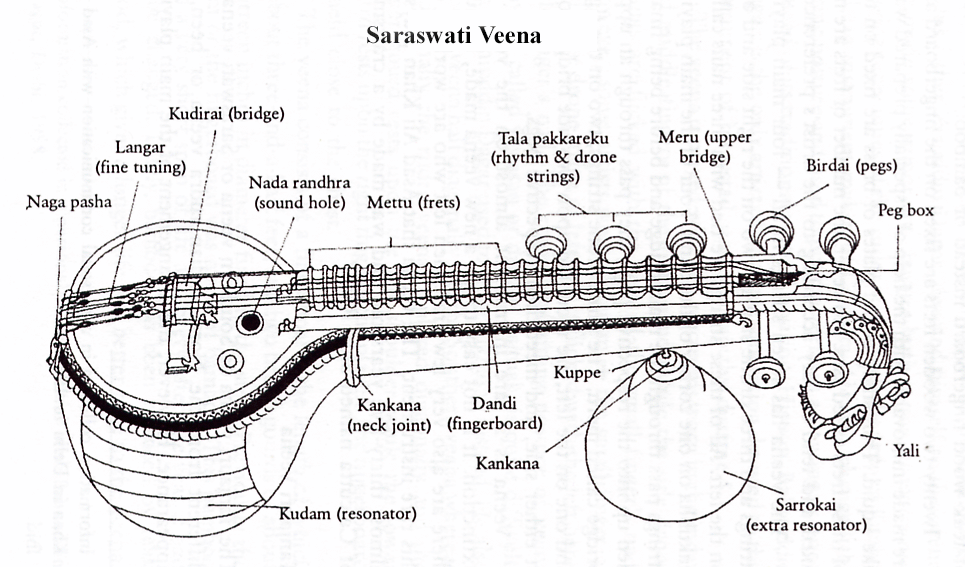 Saraswati Veena
Kudirai (bridge)
Langar
(fine tuning)
Naga pasha
Nada randhra
(sound hole)
Mettu (frets)
Tala pakkareku
(rhythm & drone
strings)
Meru (upper
bridge)
Birdai (pegs)
Peg box
Kuppe
Kankana
(neck joint)
Dandi
(fingerboard)
Kankana
Yali
Kudam (resonator)
Sarrokai
(extra resonator)